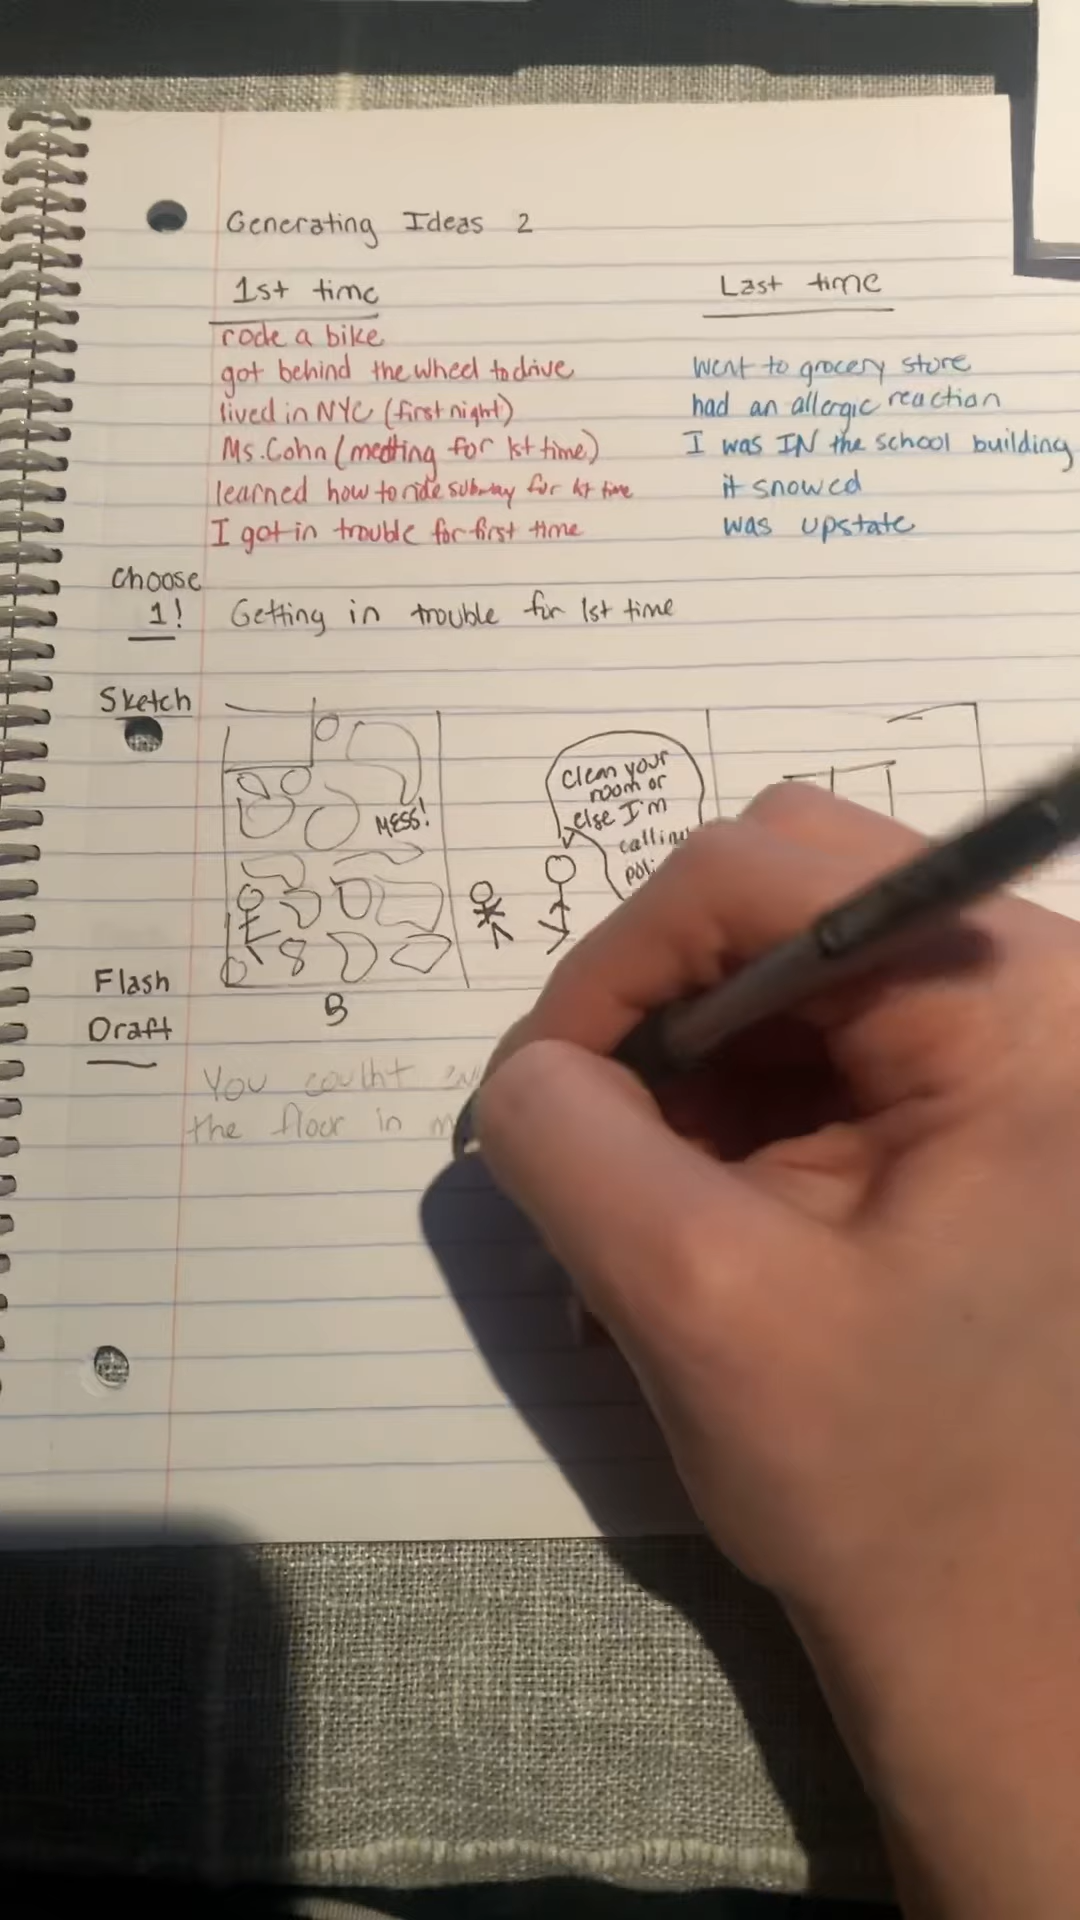 Generating Ideas 2
1st time
Last time
rode a bike
got behind the wheel to drive
went to grocery store
lived in NYC (first night)
had an allergic reaction
Ms. Cohn (meeting for 1st time)
I was IN the school building
learned how to ride subway for 1st time
it snowed
I got in trouble for first time
was upstate
Choose
1! Getting in trouble for 1st time
Sketch
MESS!
Clean your
room or
else I'm
calling
B
Flash
Draft
You
the floor in